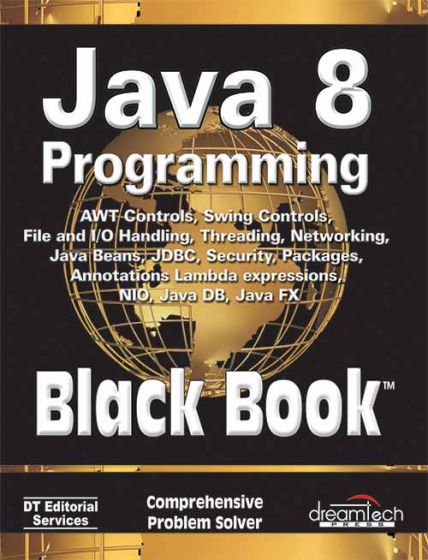 Java 8
Programming
AWT Controls, Swing Controls,
File and I/O Handling, Threading, Networking,
Java Beans, JDBC, Security, Packages,
Annotations Lambda expressions,
NIO, Java DB, Java FX
Black Book™
DT Editorial
Services
Comprehensive
Problem Solver
dreamtech
PRESS